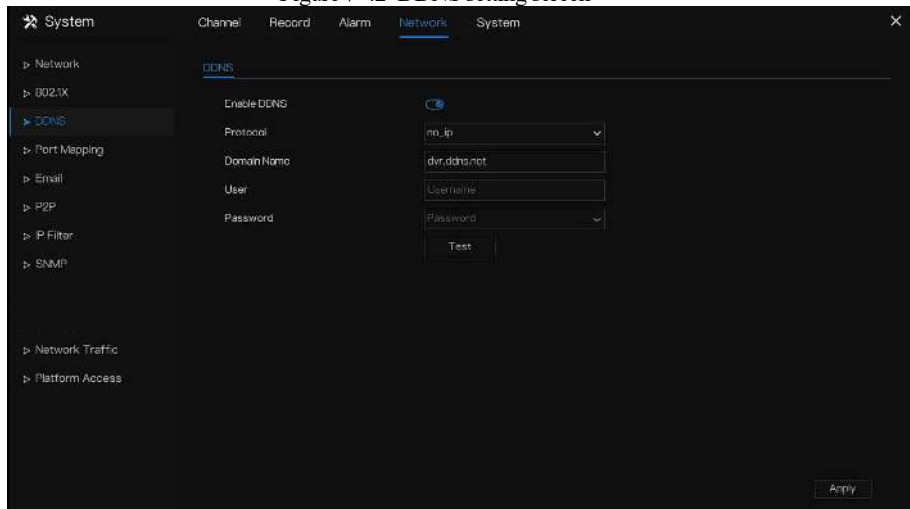 System Channel Record Alarm Network System ×
Network
802.1X
DDNS
Port Mapping
Email
P2P
IP Filter
SNMP
Network Traffic
Platform Access
DDNS
Enable DDNS
Protocol no_ip
Domain Name dvr.ddns.net
User Username
Password Password
Test
Apply